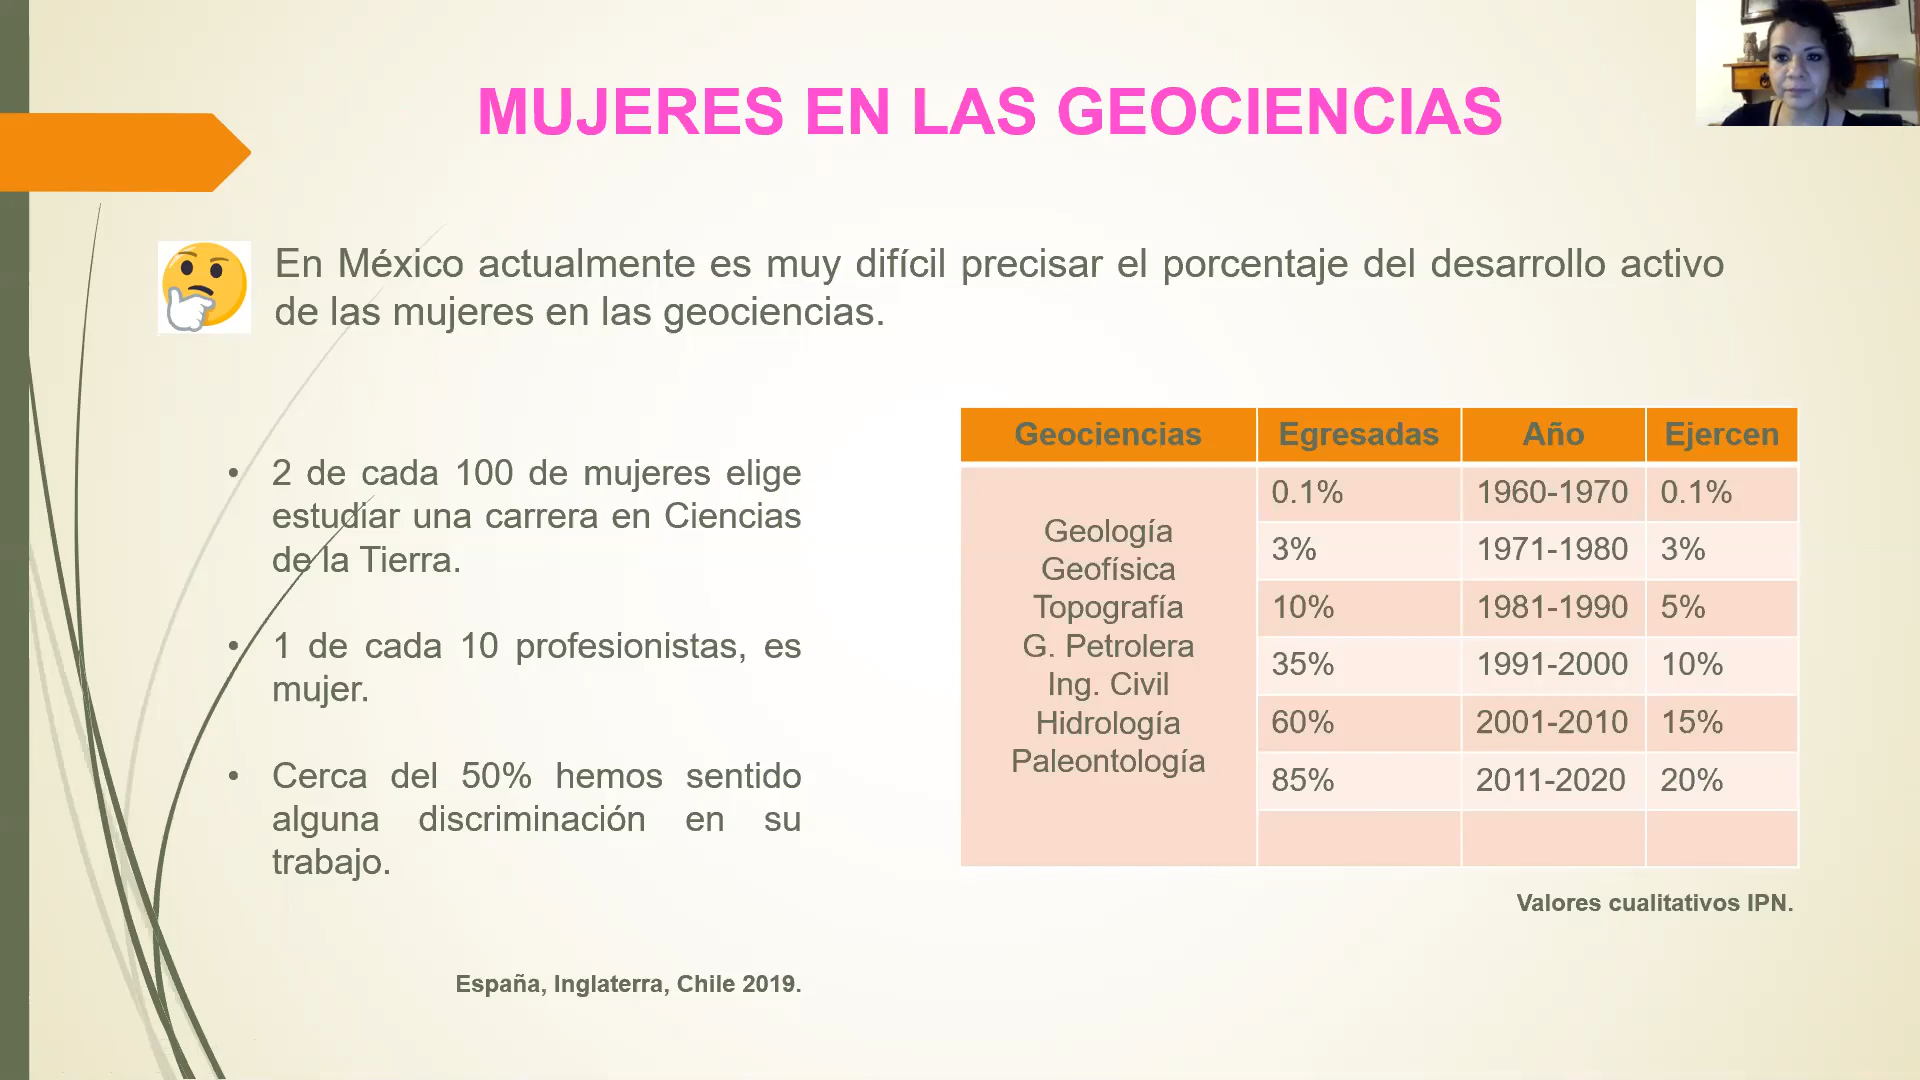 MUJERES EN LAS GEOCIENCIAS
En México actualmente es muy difícil precisar el porcentaje del desarrollo activo
de las mujeres en las geociencias.
• 2 de cada 100 de mujeres elige
estudiar una carrera en Ciencias
de la Tierra.
• 1 de cada 10 profesionistas, es
mujer.
• Cerca del 50% hemos sentido
alguna discriminación en su
trabajo.
España, Inglaterra, Chile 2019.
Geociencias Egresadas Año Ejercen
Geología
Geofísica
Topografía
G. Petrolera
Ing. Civil
Hidrología
Paleontología
0.1% 1960-1970 0.1%
3% 1971-1980 3%
10% 1981-1990 5%
35% 1991-2000 10%
60% 2001-2010 15%
85% 2011-2020 20%
Valores cualitativos IPN.